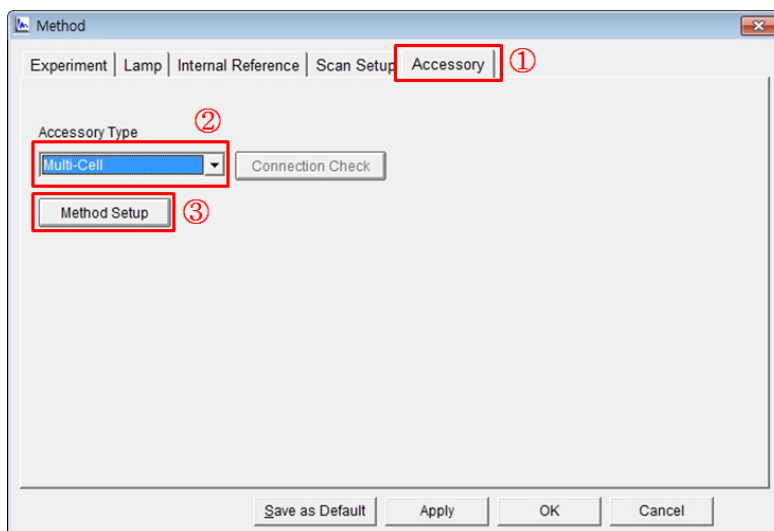 Method
Experiment Lamp Internal Reference Scan Setup Accessory ①
②
Accessory Type
Multi-Cell Connection Check
Method Setup ③
Save as Default Apply OK Cancel